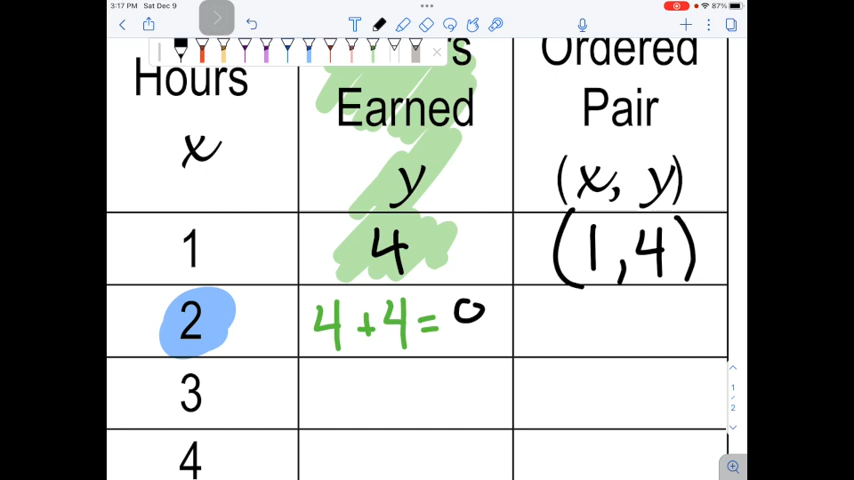 3:17 PM Sat Dec 9
87%
T
Hours Earned Ordered Pair
x y (x, y)
1 4 (1,4)
2 4+4=0
3
4
1
2